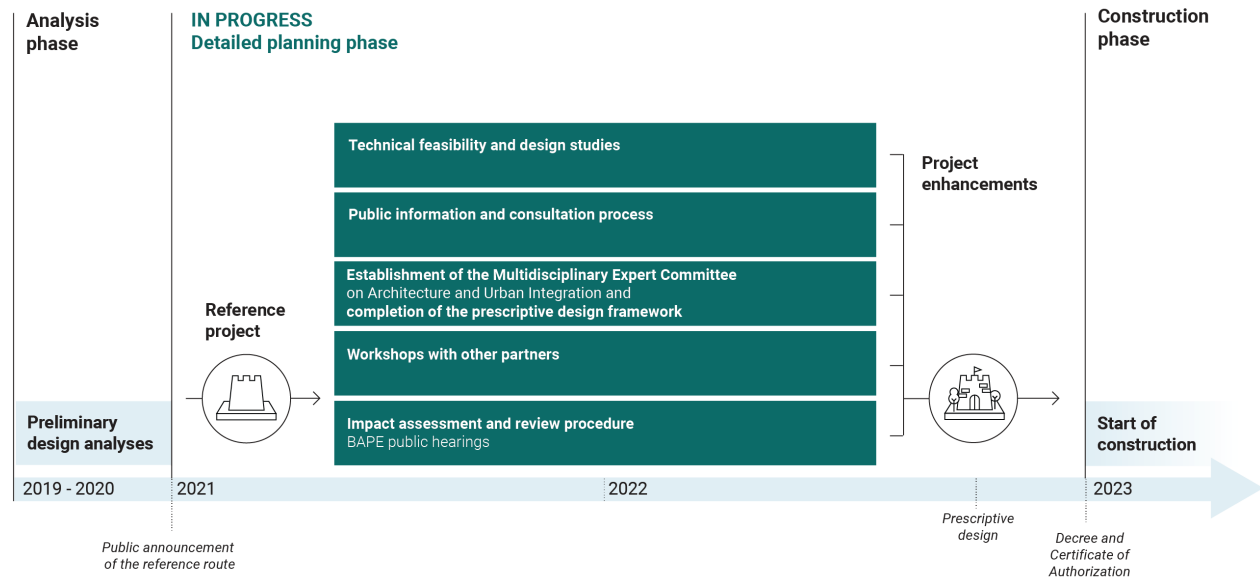 Analysis
phase
IN PROGRESS
Detailed planning phase
Construction
phase
Technical feasibility and design studies
Public information and consultation process
Establishment of the Multidisciplinary Expert Committee
on Architecture and Urban Integration and
completion of the prescriptive design framework
Workshops with other partners
Impact assessment and review procedure
BAPE public hearings
Project
enhancements
Reference
project
Preliminary
design analyses
Start of
construction
2019 - 2020
2021
2022
2023
Public announcement
of the reference route
Prescriptive
design
Decree and
Certificate of
Authorization